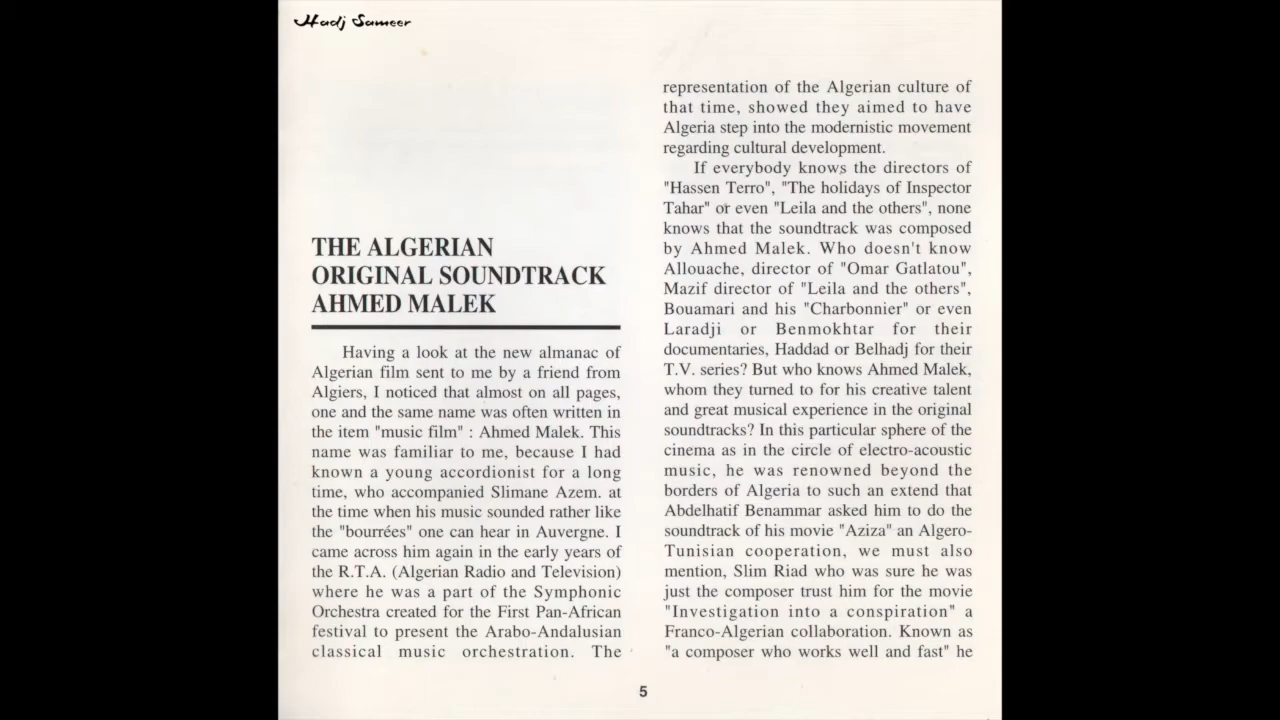 Hadj Sameer
THE ALGERIAN
ORIGINAL SOUNDTRACK
AHMED MALEK
Having a look at the new almanac of
Algerian film sent to me by a friend from
Algiers, I noticed that almost on all pages,
one and the same name was often written in
the item "music film" : Ahmed Malek. This
name was familiar to me, because I had
known a young accordionist for a long
time, who accompanied Slimane Azem. at
the time when his music sounded rather like
the "bourrées" one can hear in Auvergne. I
came across him again in the early years of
the R.T.A. (Algerian Radio and Television)
where he was a part of the Symphonic
Orchestra created for the First Pan-African
festival to present the Arabo-Andalusian
classical music orchestration. The
representation of the Algerian culture of
that time, showed they aimed to have
Algeria step into the modernistic movement
regarding cultural development.
If everybody knows the directors of
"Hassen Terro", "The holidays of Inspector
Tahar" or even "Leila and the others", none
knows that the soundtrack was composed
by Ahmed Malek. Who doesn't know
Allouache, director of "Omar Gatlatou",
Mazif director of "Leila and the others",
Bouamari and his "Charbonnier" or even
Laradji or Benmokhtar for their
documentaries, Haddad or Belhadj for their
T.V. series? But who knows Ahmed Malek,
whom they turned to for his creative talent
and great musical experience in the original
soundtracks? In this particular sphere of the
cinema as in the circle of electro-acoustic
music, he was renowned beyond the
borders of Algeria to such an extend that
Abdelhatif Benammar asked him to do the
soundtrack of his movie "Aziza" an Algero-
Tunisian cooperation, we must also
mention, Slim Riad who was sure he was
just the composer trust him for the movie
"Investigation into a conspiration" a
Franco-Algerian collaboration. Known as
"a composer who works well and fast" he
5